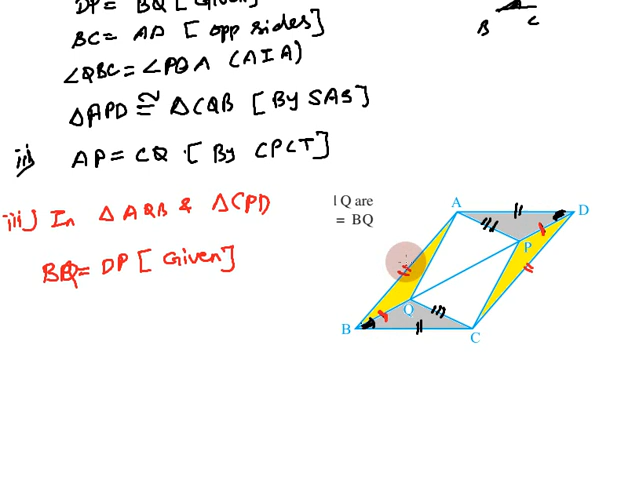 DP = BQ [Given]
BC = AD [opp sides]
∠QBC = ∠PDA (AIA)
ΔAPD ≅ ΔCQB [By SAS]
ii) AP = CQ [By CPCT]
iii) In ΔAQB & ΔCPD
BQ = DP [Given]
B C
l Q are
= BQ
A D
P
Q
B C